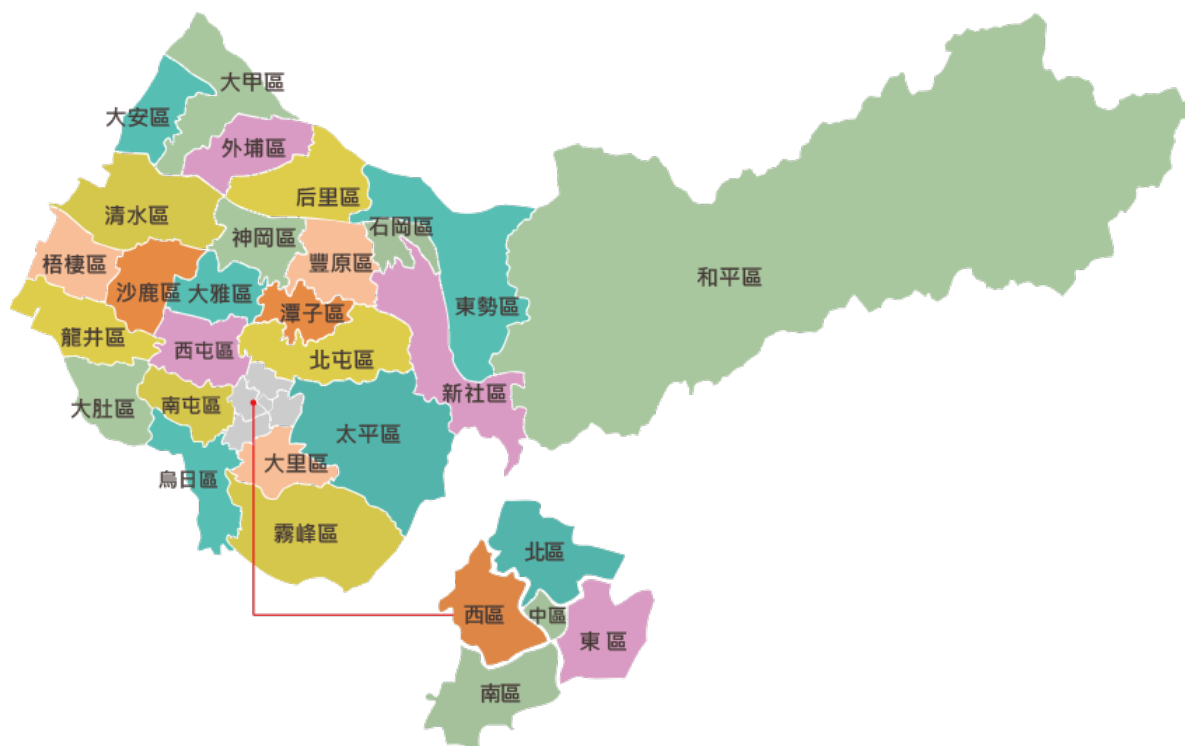 大甲區
大安區
外埔區
后里區
清水區
石岡區
神岡區
豐原區
梧棲區
沙鹿區
大雅區
和平區
東勢區
潭子區
龍井區
西屯區
北屯區
新社區
大肚區
南屯區
太平區
大里區
烏日區
霧峰區
北區
西區
中區
東區
南區